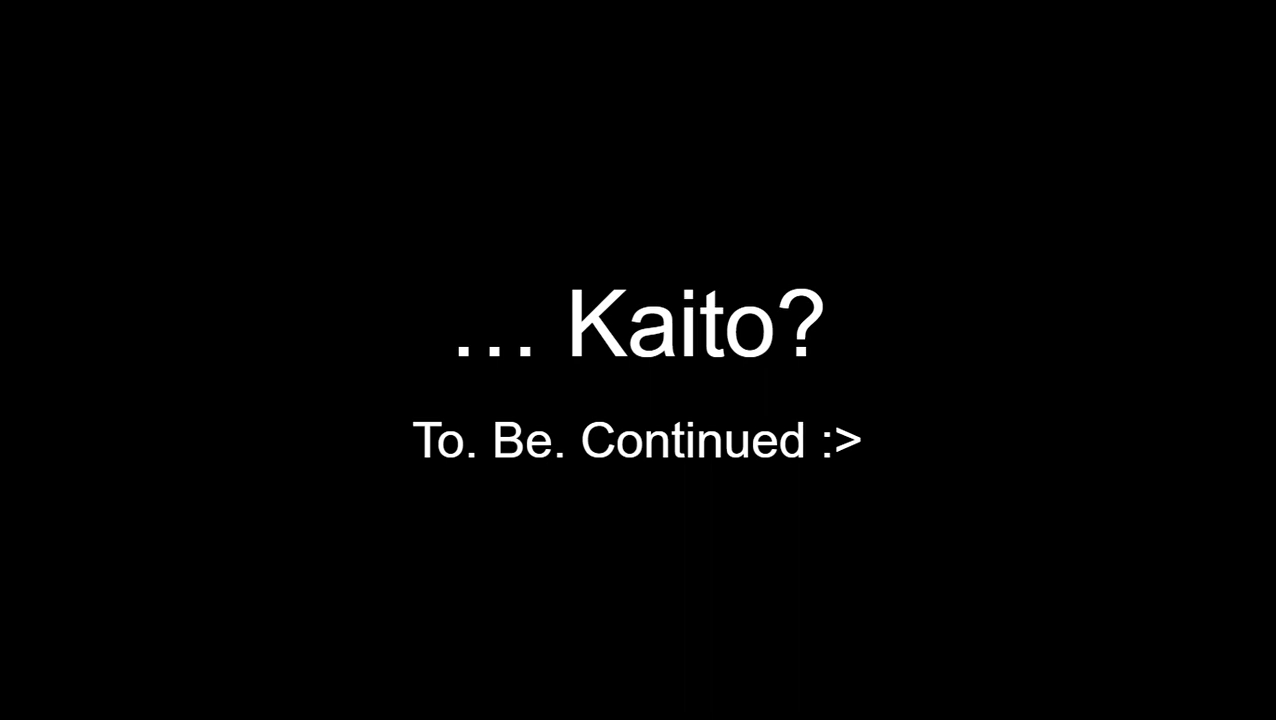 … Kaito?
To. Be. Continued :>